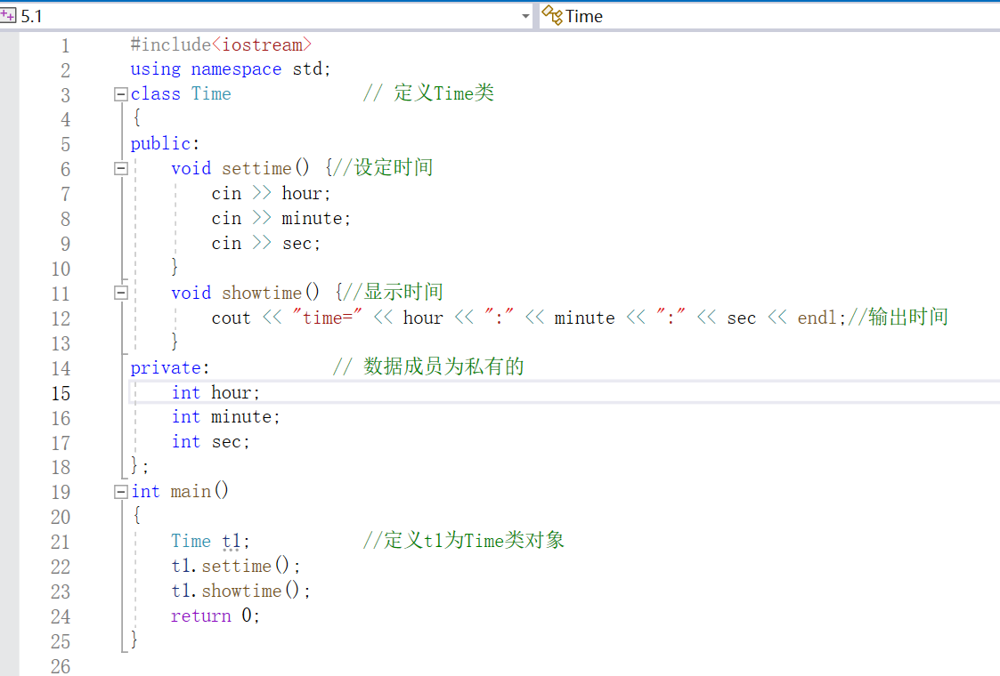 5.1 Time
1 #include<iostream>
2 using namespace std;
3 class Time // 定义Time类
4 {
5 public:
6 void settime() {//设定时间
7 cin >> hour;
8 cin >> minute;
9 cin >> sec;
10 }
11 void showtime() {//显示时间
12 cout << "time=" << hour << ":" << minute << ":" << sec << endl;//输出时间
13 }
14 private: // 数据成员为私有的
15 int hour;
16 int minute;
17 int sec;
18 };
19 int main()
20 {
21 Time t1; //定义t1为Time类对象
22 t1.settime();
23 t1.showtime();
24 return 0;
25 }
26